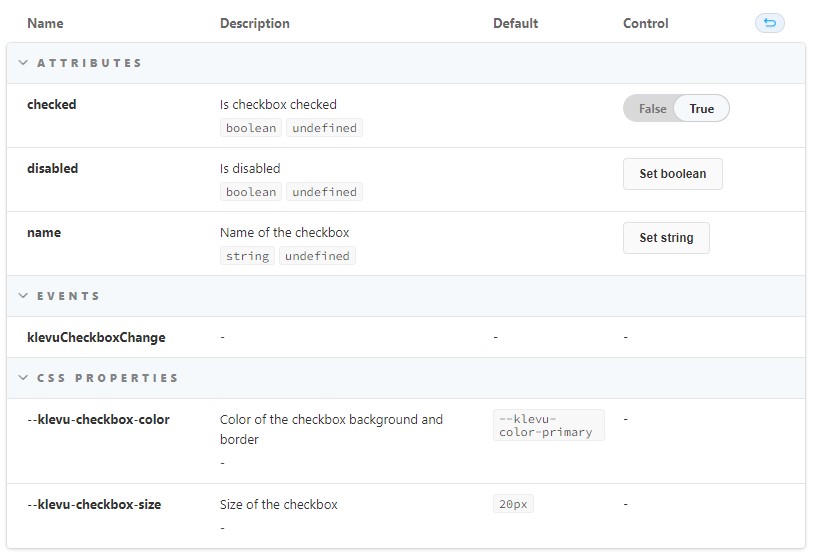 Name Description Default Control
ATTRIBUTES
checked Is checkbox checked
boolean undefined
False True
disabled Is disabled
boolean undefined
Set boolean
name Name of the checkbox
string undefined
Set string
EVENTS
klevuCheckboxChange - - -
CSS PROPERTIES
--klevu-checkbox-color Color of the checkbox background and
border
-
--klevu-
color-primary
-
--klevu-checkbox-size Size of the checkbox
-
20px
-